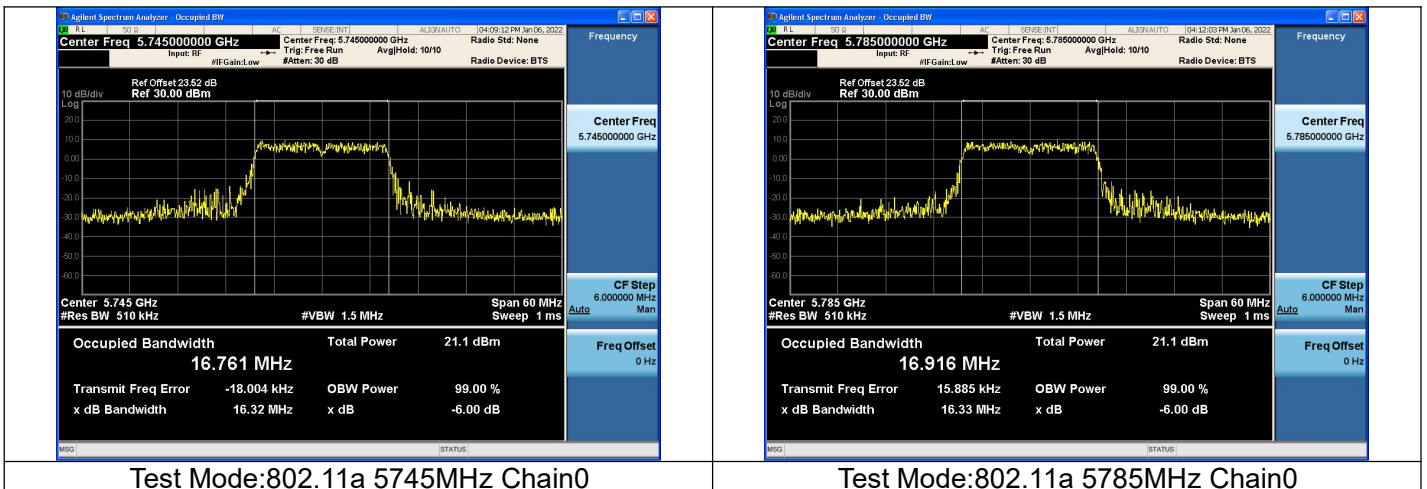 Agilent Spectrum Analyzer - Occupied BW
RL 50 Ω AC SENSE:INT ALIGNAUTO 04:09:12 PM Jan 06, 2022
Center Freq 5.745000000 GHz
Input: RF
#IFGain:Low
Center Freq: 5.745000000 GHz
Trig: Free Run Avg|Hold: 10/10
#Atten: 30 dB
Radio Std: None
Radio Device: BTS
Ref Offset 23.52 dB
10 dB/div Ref 30.00 dBm
Log
20.0
10.0
0.00
-10.0
-20.0
-30.0
-40.0
-50.0
-60.0
Center 5.745 GHz Span 60 MHz
#Res BW 510 kHz #VBW 1.5 MHz Sweep 1 ms
Occupied Bandwidth Total Power 21.1 dBm
16.761 MHz
Transmit Freq Error -18.004 kHz OBW Power 99.00 %
x dB Bandwidth 16.32 MHz x dB -6.00 dB
MSG STATUS
Frequency
Center Freq
5.745000000 GHz
CF Step
6.000000 MHz
Auto Man
Freq Offset
0 Hz
Test Mode:802.11a 5745MHz Chain0
Agilent Spectrum Analyzer - Occupied BW
RL 50 Ω AC SENSE:INT ALIGNAUTO 04:12:03 PM Jan 06, 2022
Center Freq 5.785000000 GHz
Input: RF
#IFGain:Low
Center Freq: 5.785000000 GHz
Trig: Free Run Avg|Hold: 10/10
#Atten: 30 dB
Radio Std: None
Radio Device: BTS
Ref Offset 23.52 dB
10 dB/div Ref 30.00 dBm
Log
20.0
10.0
0.00
-10.0
-20.0
-30.0
-40.0
-50.0
-60.0
Center 5.785 GHz Span 60 MHz
#Res BW 510 kHz #VBW 1.5 MHz Sweep 1 ms
Occupied Bandwidth Total Power 21.1 dBm
16.916 MHz
Transmit Freq Error 15.885 kHz OBW Power 99.00 %
x dB Bandwidth 16.33 MHz x dB -6.00 dB
MSG STATUS
Frequency
Center Freq
5.785000000 GHz
CF Step
6.000000 MHz
Auto Man
Freq Offset
0 Hz
Test Mode:802.11a 5785MHz Chain0